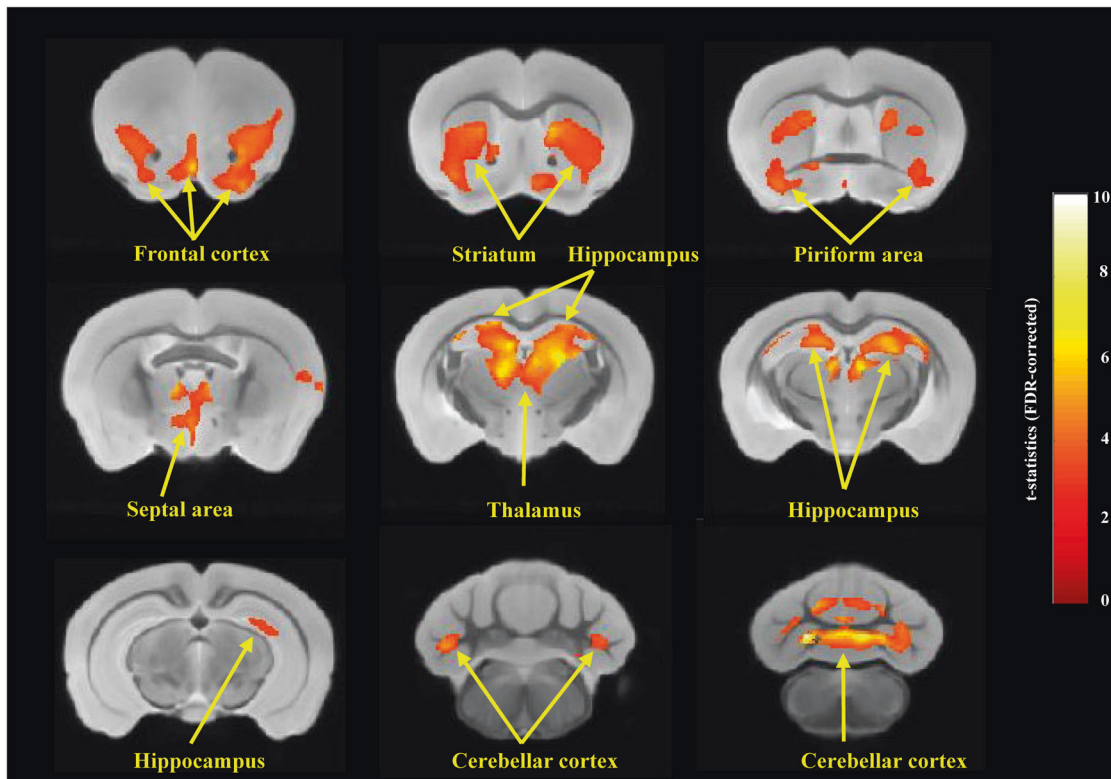 Frontal cortex
Striatum
Hippocampus
Piriform area
Septal area
Thalamus
Hippocampus
Hippocampus
Cerebellar cortex
Cerebellar cortex
10
8
6
4
2
0
t-statistics (FDR-corrected)